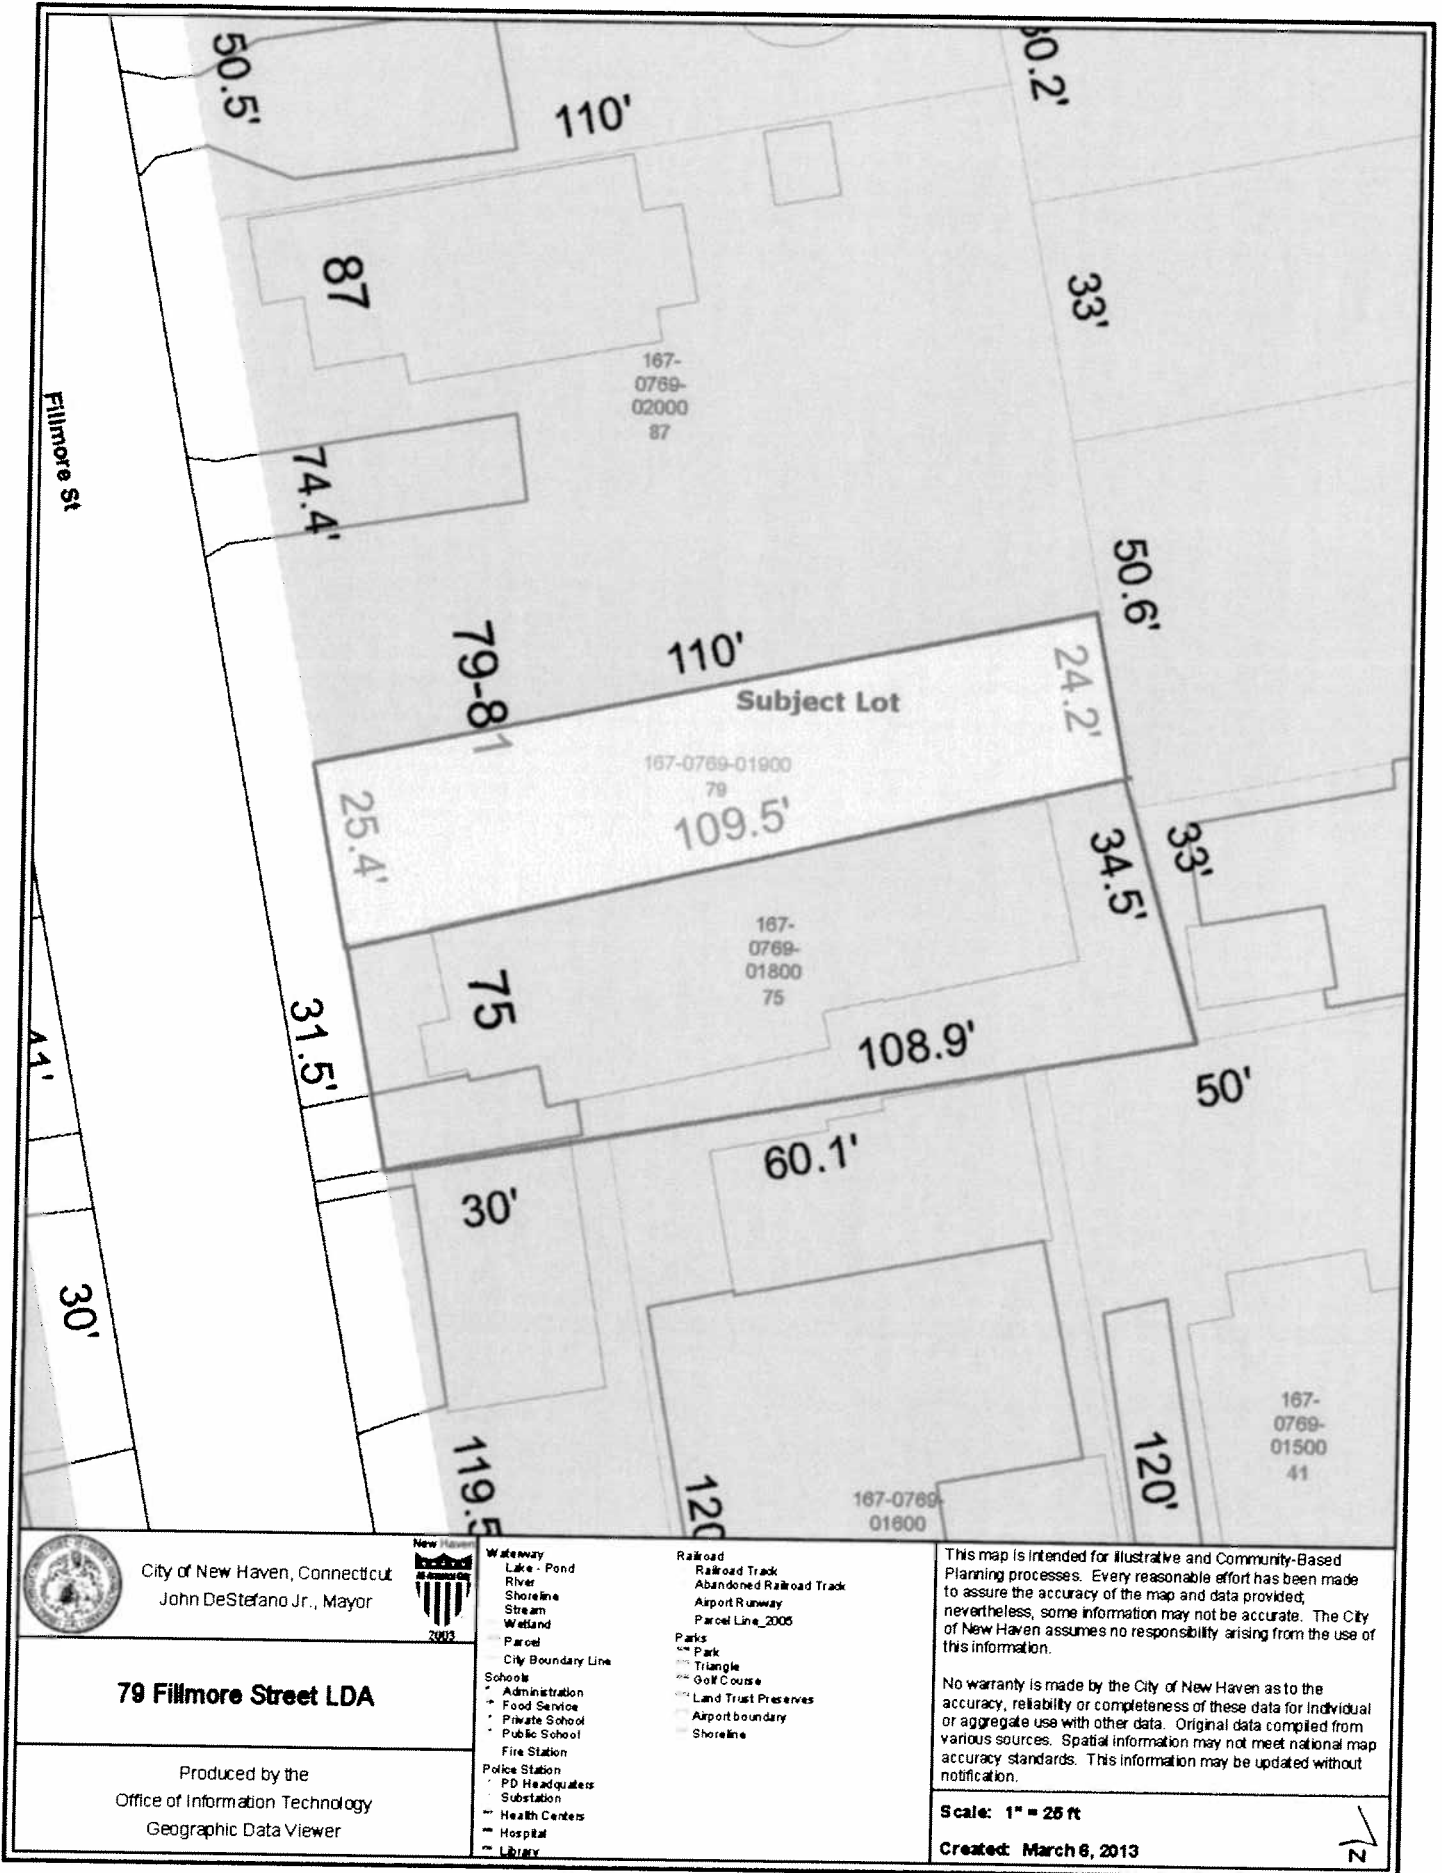 50.5'
110'
30.2'
87
33'
167-
0769-
02000
87
Fillmore St
74.4'
50.6'
79-81
110'
Subject Lot
24.2'
167-0769-01900
79
109.5'
25.4'
34.5'
33'
167-
0769-
01800
75
75
31.5'
41'
108.9'
50'
60.1'
30'
30'
167-
0769-
01500
41
119.5
120
120'
167-0769-
01600
City of New Haven, Connecticut
John DeStefano Jr., Mayor
New Haven
All-America City
2003
79 Fillmore Street LDA
Produced by the
Office of Information Technology
Geographic Data Viewer
Waterway
Lake - Pond
River
Shoreline
Stream
Wetland
Parcel
City Boundary Line
Schools
Administration
Food Service
Private School
Public School
Fire Station
Police Station
PD Headquaters
Substation
Health Centers
Hospital
Library
Railroad
Railroad Track
Abandoned Railroad Track
Airport Runway
Parcel Line_2005
Parks
Park
Triangle
Golf Course
Land Trust Preserves
Airport boundary
Shoreline
This map is intended for illustrative and Community-Based
Planning processes. Every reasonable effort has been made
to assure the accuracy of the map and data provided;
nevertheless, some information may not be accurate. The City
of New Haven assumes no responsibility arising from the use of
this information.
No warranty is made by the City of New Haven as to the
accuracy, reliability or completeness of these data for individual
or aggregate use with other data. Original data compiled from
various sources. Spatial information may not meet national map
accuracy standards. This information may be updated without
notification.
Scale: 1" = 25 ft
Created: March 6, 2013
N